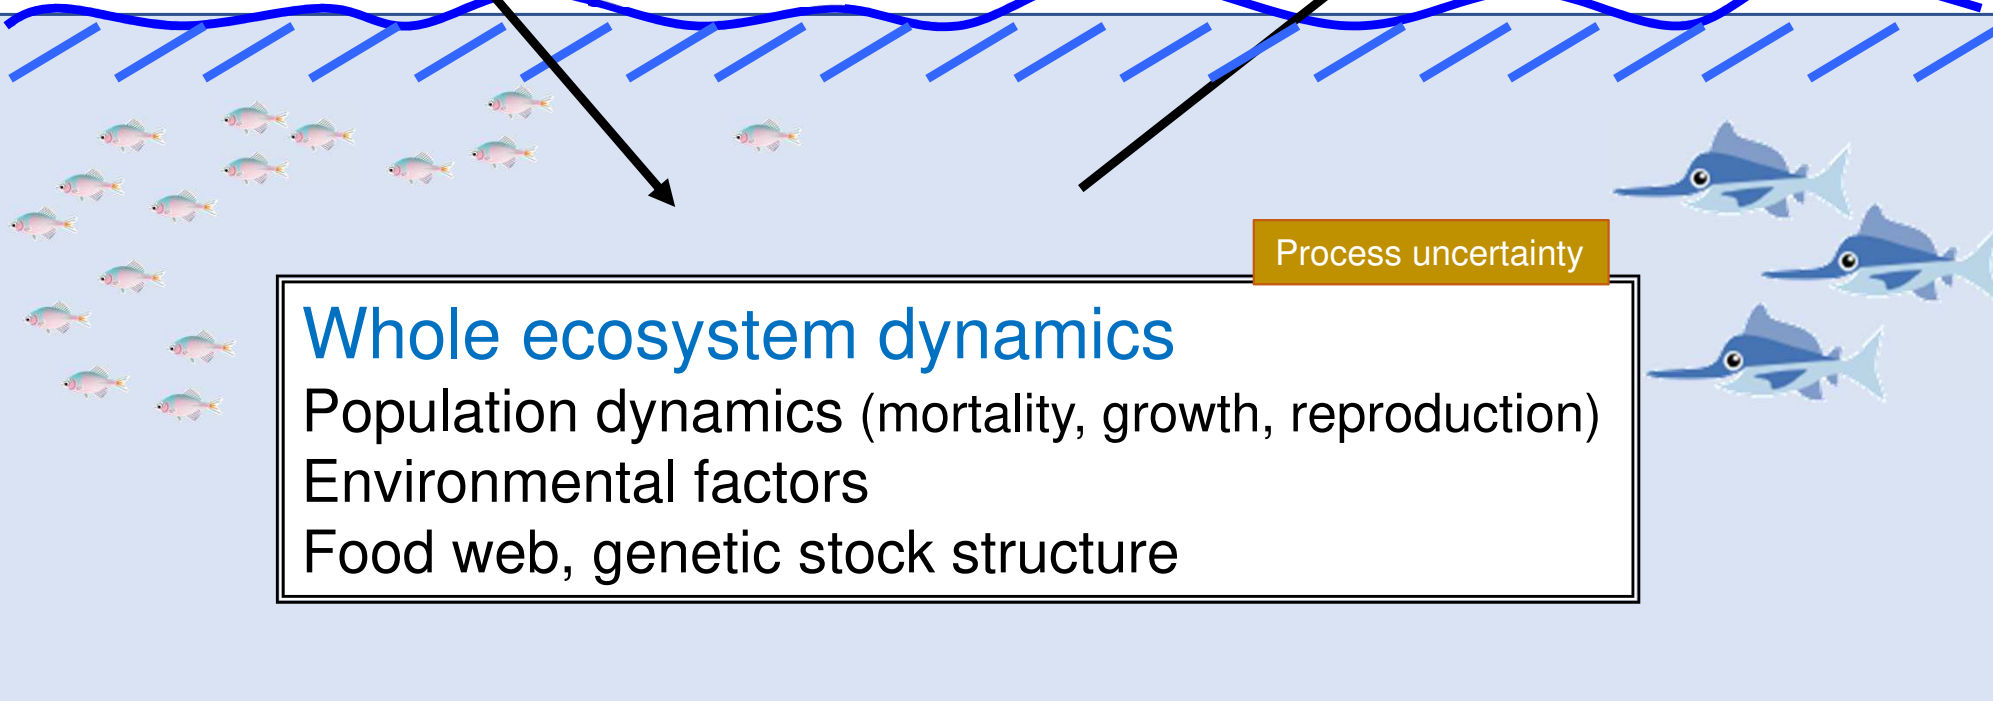 Process uncertainty
Whole ecosystem dynamics
Population dynamics (mortality, growth, reproduction)
Environmental factors
Food web, genetic stock structure